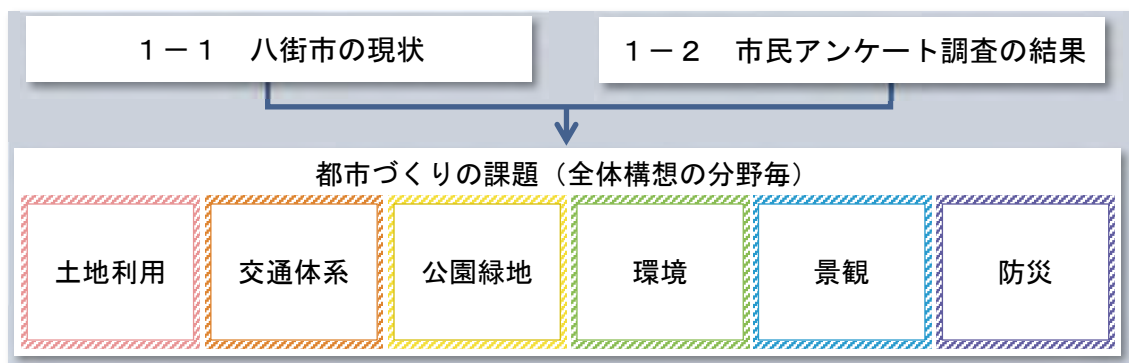 1－1　八街市の現状
1－2　市民アンケート調査の結果
都市づくりの課題（全体構想の分野毎）
土地利用
交通体系
公園緑地
環境
景観
防災